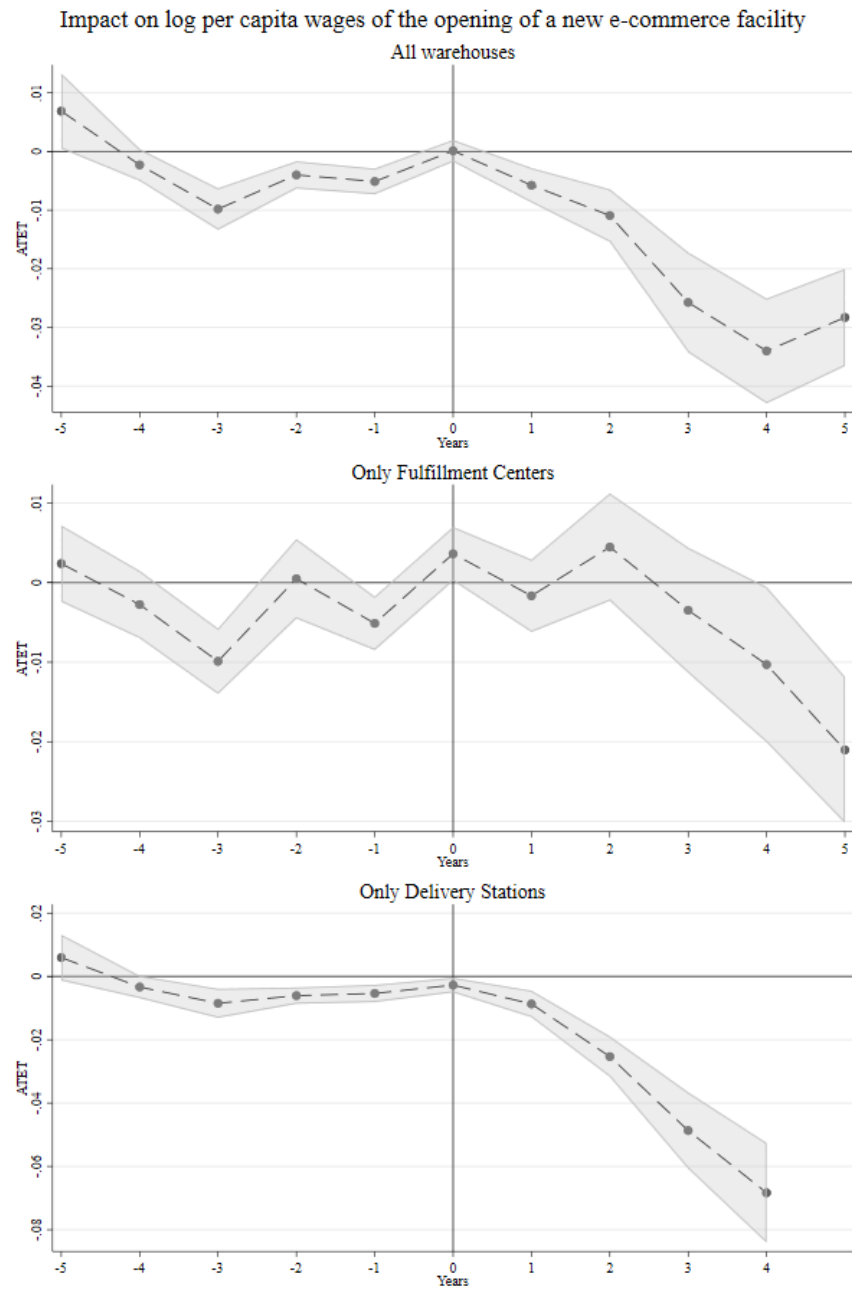 Impact on log per capita wages of the opening of a new e-commerce facility
All warehouses
.01
0
-.01
-.02
-.03
-.04
ATET
-5 -4 -3 -2 -1 0 1 2 3 4 5
Years
Only Fulfillment Centers
.01
0
-.01
-.02
-.03
ATET
-5 -4 -3 -2 -1 0 1 2 3 4 5
Years
Only Delivery Stations
.02
0
-.02
-.04
-.06
-.08
ATET
-5 -4 -3 -2 -1 0 1 2 3 4 5
Years